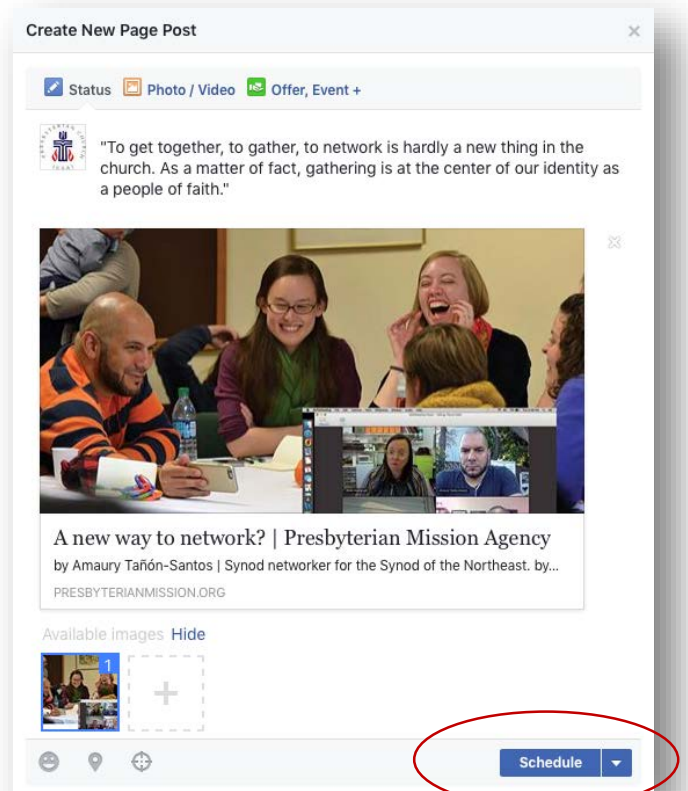 Create New Page Post
Status Photo / Video Offer, Event +
"To get together, to gather, to network is hardly a new thing in the
church. As a matter of fact, gathering is at the center of our identity as
a people of faith."
A new way to network? | Presbyterian Mission Agency
by Amaury Tañón-Santos | Synod networker for the Synod of the Northeast. by...
PRESBYTERIANMISSION.ORG
Available images Hide
1
Schedule